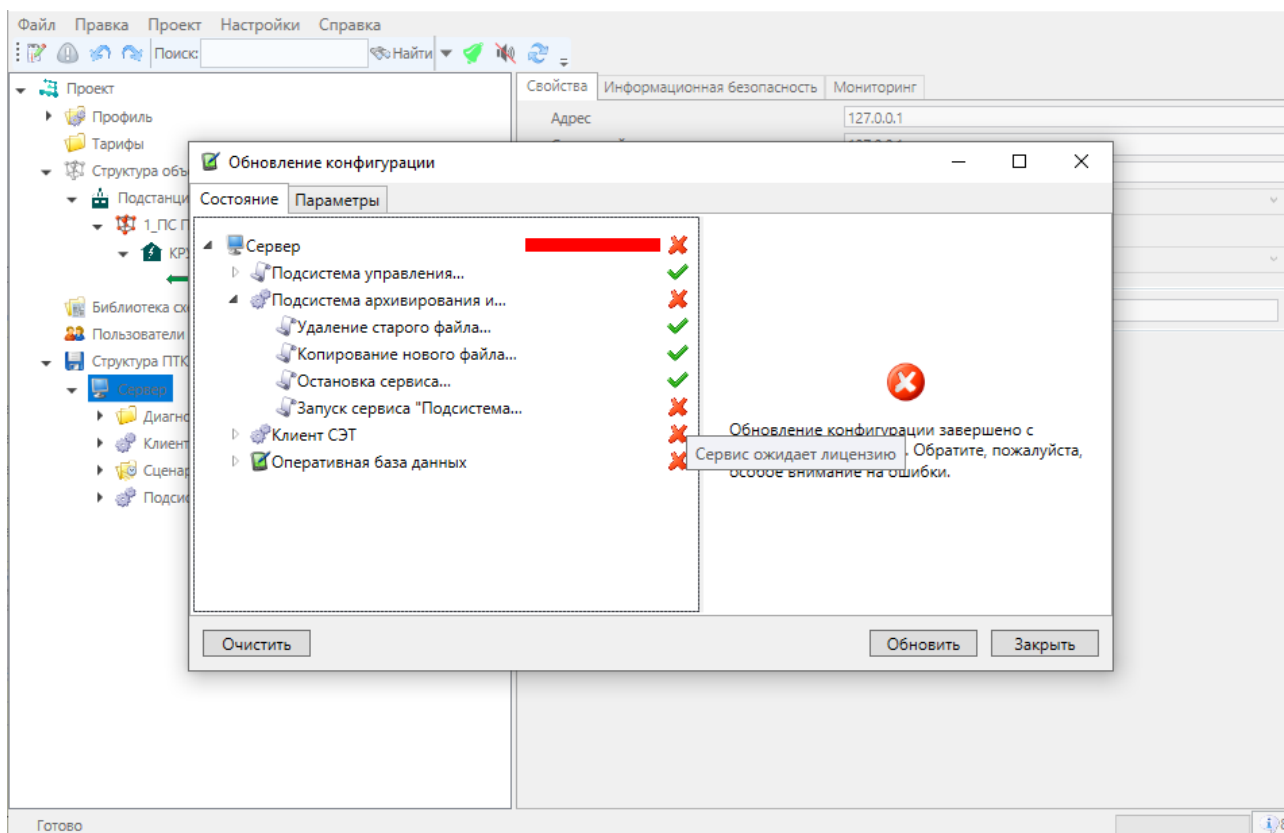 Файл Правка Проект Настройки Справка
Поиск: Найти
Проект
Профиль
Тарифы
Структура объ
Подстанци
1_ПС П
КРУ
Библиотека сх
Пользователи
Структура ПТК
Сервер
Диагно
Клиент
Сценар
Подсис
Свойства Информационная безопасность Мониторинг
Адрес 127.0.0.1
Обновление конфигурации
Состояние Параметры
Сервер
Подсистема управления...
Подсистема архивирования и...
Удаление старого файла...
Копирование нового файла...
Остановка сервиса...
Запуск сервиса "Подсистема...
Клиент СЭТ
Оперативная база данных
Обновление конфигурации завершено с
Сервис ожидает лицензию
. Обратите, пожалуйста,
особое внимание на ошибки.
Очистить Обновить Закрыть
Готово